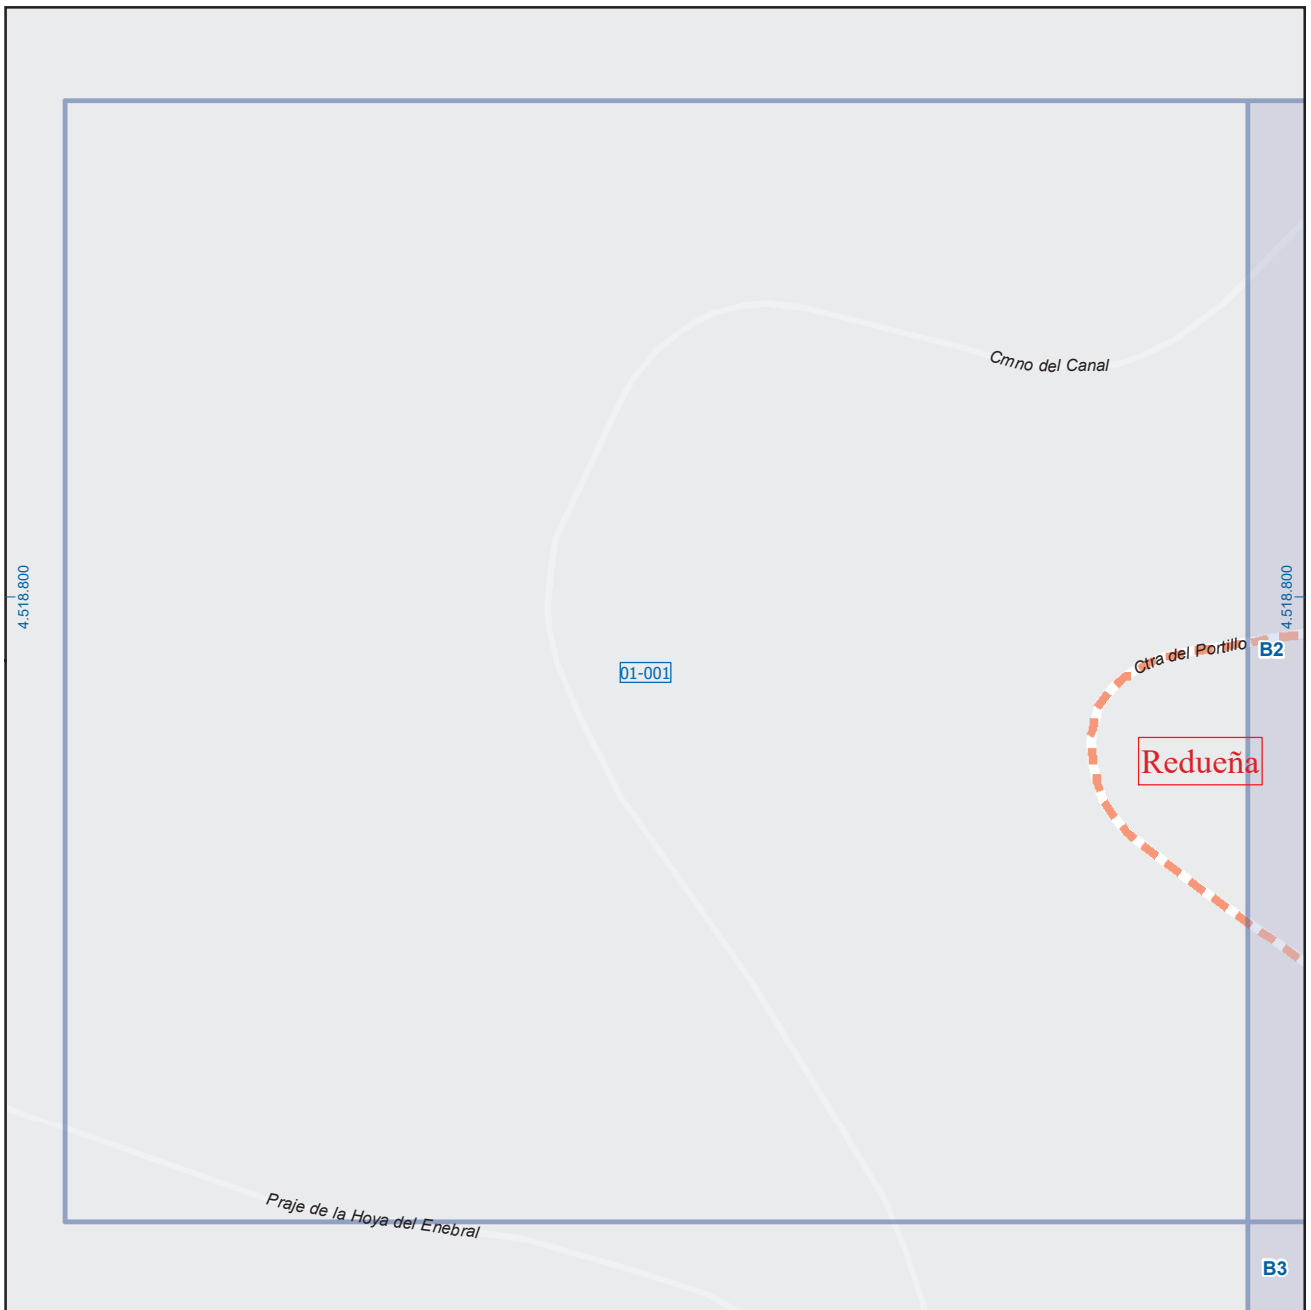 Cmno del Canal
4.518.800
4.518.800
Ctra del Portillo
B2
01-001
Redueña
Praje de la Hoya del Enebral
B3